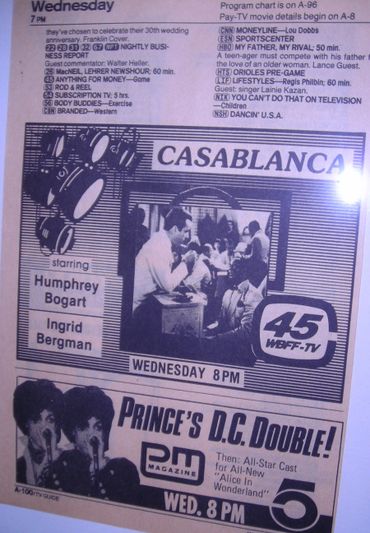 Wednesday
7 PM
they've chosen to celebrate their 30th wedding
anniversary. Franklin Cover.
22 28 31 32 67 WPT NIGHTLY BUSI-
NESS REPORT
Guest commentator: Walter Heller.
26 MacNEIL, LEHRER NEWSHOUR; 60 min.
ANYTHING FOR MONEY—Game
53 ROD & REEL
54 SUBSCRIPTION TV; 5 hrs.
56 BODY BUDDIES—Exercise
CBN BRANDED—Western
Program chart is on A-96
Pay-TV movie details begin on A-8
CNN MONEYLINE—Lou Dobbs
ESN SPORTSCENTER
HBO MY FATHER, MY RIVAL; 50 min.
A teen-ager must compete with his father f
the love of an older woman. Lance Guest.
HTS ORIOLES PRE-GAME
LIF LIFESTYLES—Regis Philbin; 60 min.
Guest: singer Lainie Kazan.
NIK YOU CAN'T DO THAT ON TELEVISION
—Children
NSH DANCIN' U.S.A.
CASABLANCA
starring
Humphrey
Bogart
Ingrid
Bergman
45
WBFF-TV
WEDNESDAY 8PM
PRINCE'S D.C. DOUBLE!
pm
MAGAZINE
Then: All-Star Cast
for All-New
"Alice In
Wonderland"
WED. 8 PM
5
A-100/TV GUIDE